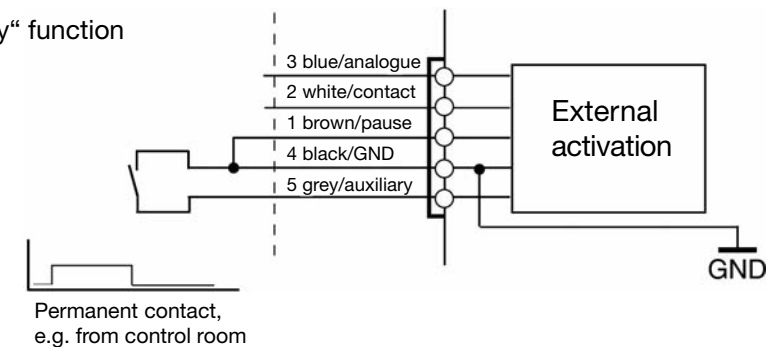 y“ function
3 blue/analogue
2 white/contact
1 brown/pause
4 black/GND
5 grey/auxiliary
External
activation
GND
Permanent contact,
e.g. from control room